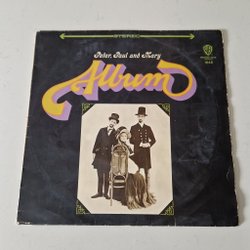 STEREO
Peter, Paul and Mary
Album